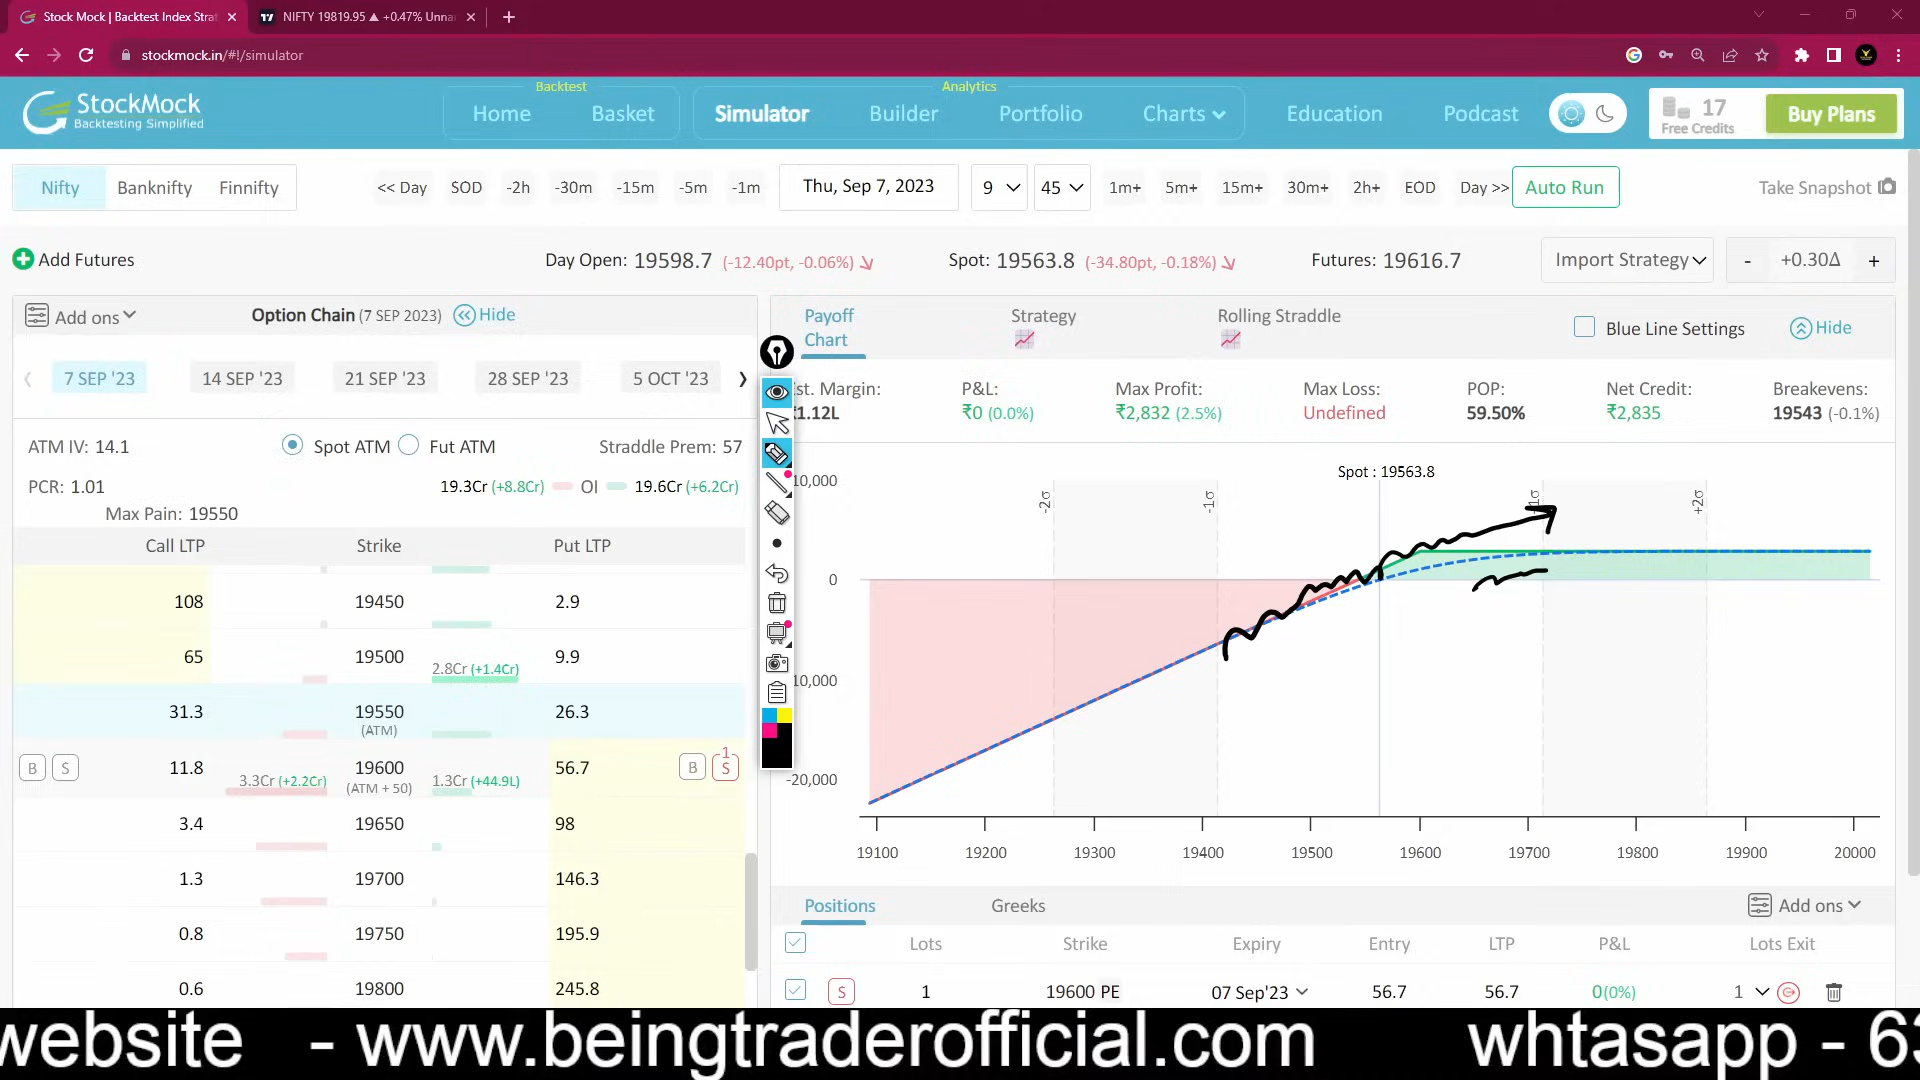 Stock Mock | Backtest Index Stra
NIFTY 19819.95 ▲ +0.47% Unna
stockmock.in/#!/simulator
StockMock
Backtesting Simplified
Backtest
Home Basket
Analytics
Simulator Builder Portfolio Charts
Education Podcast
17
Free Credits
Buy Plans
Nifty Banknifty Finnifty
<< Day SOD -2h -30m -15m -5m -1m Thu, Sep 7, 2023 9 45 1m+ 5m+ 15m+ 30m+ 2h+ EOD Day >> Auto Run
Take Snapshot
Add Futures
Day Open: 19598.7 (-12.40pt, -0.06%)
Spot: 19563.8 (-34.80pt, -0.18%)
Futures: 19616.7
Import Strategy
- +0.30Δ +
Add ons
Option Chain (7 SEP 2023) Hide
7 SEP '23 14 SEP '23 21 SEP '23 28 SEP '23 5 OCT '23
ATM IV: 14.1 Spot ATM Fut ATM Straddle Prem: 57
PCR: 1.01 19.3Cr (+8.8Cr) OI 19.6Cr (+6.2Cr)
Max Pain: 19550
Call LTP Strike Put LTP
108 19450 2.9
65 19500 2.8Cr (+1.4Cr) 9.9
31.3 19550 26.3
(ATM)
B S 11.8 3.3Cr (+2.2Cr) 19600 1.3Cr (+44.9L) 56.7 B S 1
(ATM + 50)
3.4 19650 98
1.3 19700 146.3
0.8 19750 195.9
0.6 19800 245.8
Payoff
Chart
Strategy
Rolling Straddle
Blue Line Settings
Hide
st. Margin: P&L: Max Profit: Max Loss: POP: Net Credit: Breakevens:
1.12L ₹0 (0.0%) ₹2,832 (2.5%) Undefined 59.50% ₹2,835 19543 (-0.1%)
Spot : 19563.8
10,000
0
10,000
-20,000
-2σ -1σ 1σ +2σ
19100 19200 19300 19400 19500 19600 19700 19800 19900 20000
Positions Greeks Add ons
Lots Strike Expiry Entry LTP P&L Lots Exit
S 1 19600 PE 07 Sep'23 56.7 56.7 0(0%) 1
website - www.beingtraderofficial.com whtasapp - 63